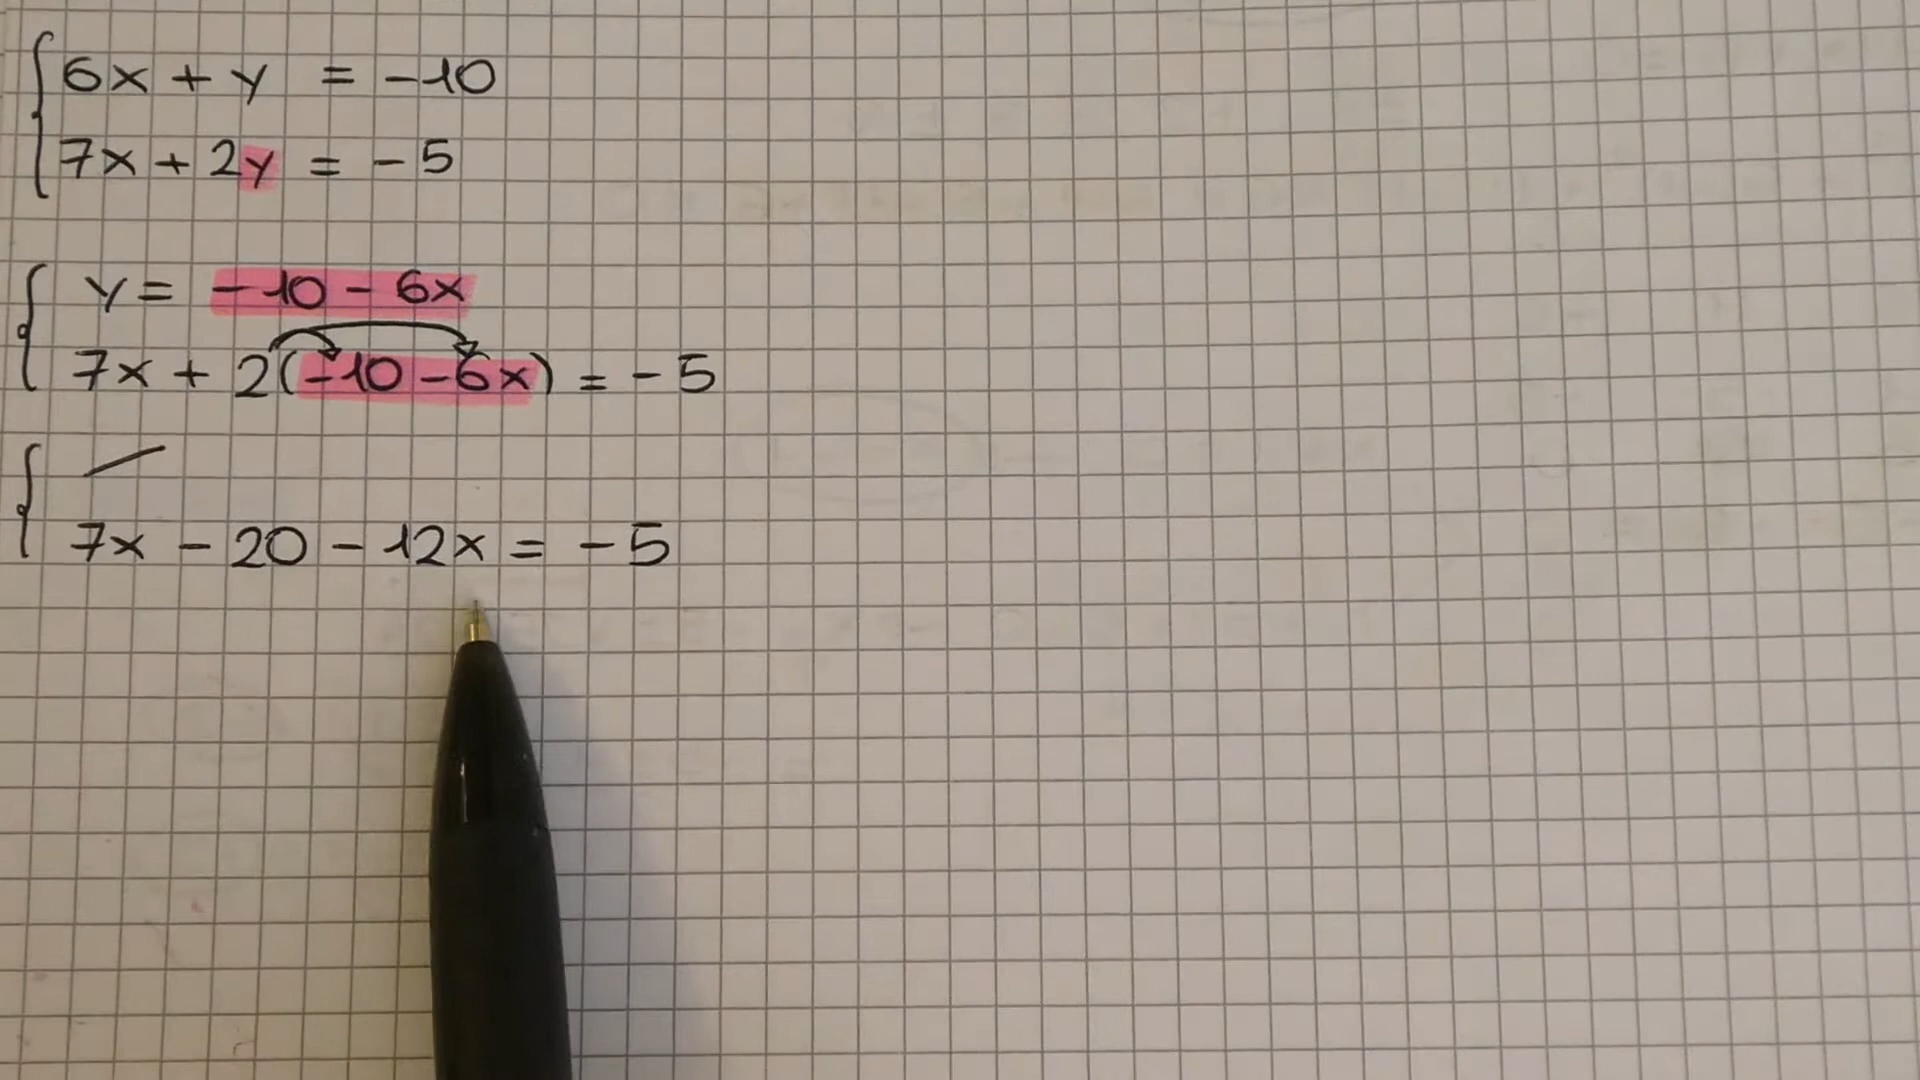 6x + y = -10
7x + 2y = -5
y = -10 - 6x
7x + 2(-10 - 6x) = -5
7x - 20 - 12x = -5